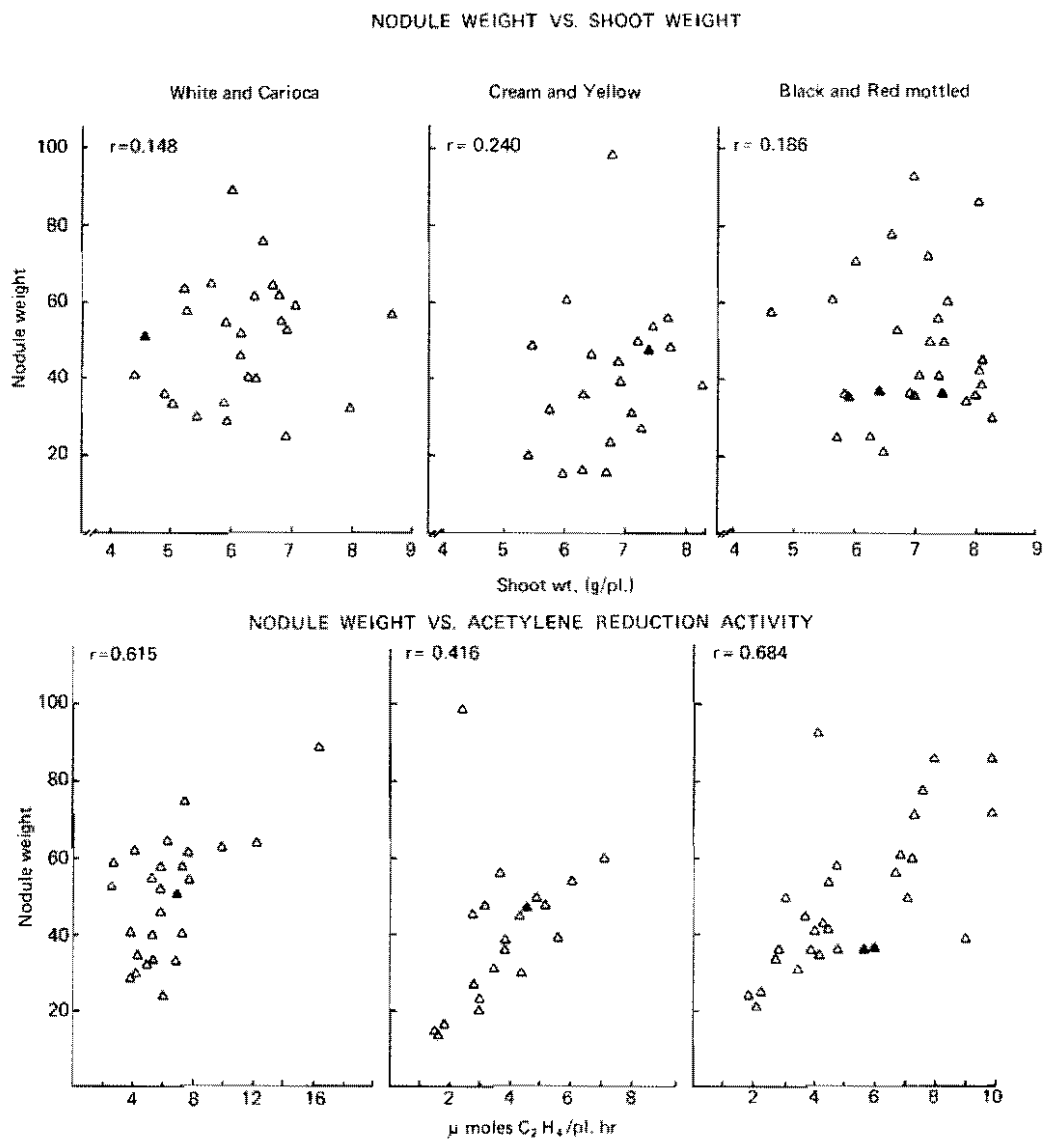 NODULE WEIGHT VS. SHOOT WEIGHT
White and Carioca Cream and Yellow Black and Red mottled
r=0.148 r= 0.240 r= 0.186
100
80
60
40
20
Nodule weight
4 5 6 7 8 9 4 5 6 7 8 4 5 6 7 8 9
Shoot wt. (g/pl.)
NODULE WEIGHT VS. ACETYLENE REDUCTION ACTIVITY
r=0.615 r= 0.416 r= 0.684
100
80
60
40
20
Nodule weight
4 8 12 16 2 4 6 8 2 4 6 8 10
µ moles C₂H₄/pl. hr